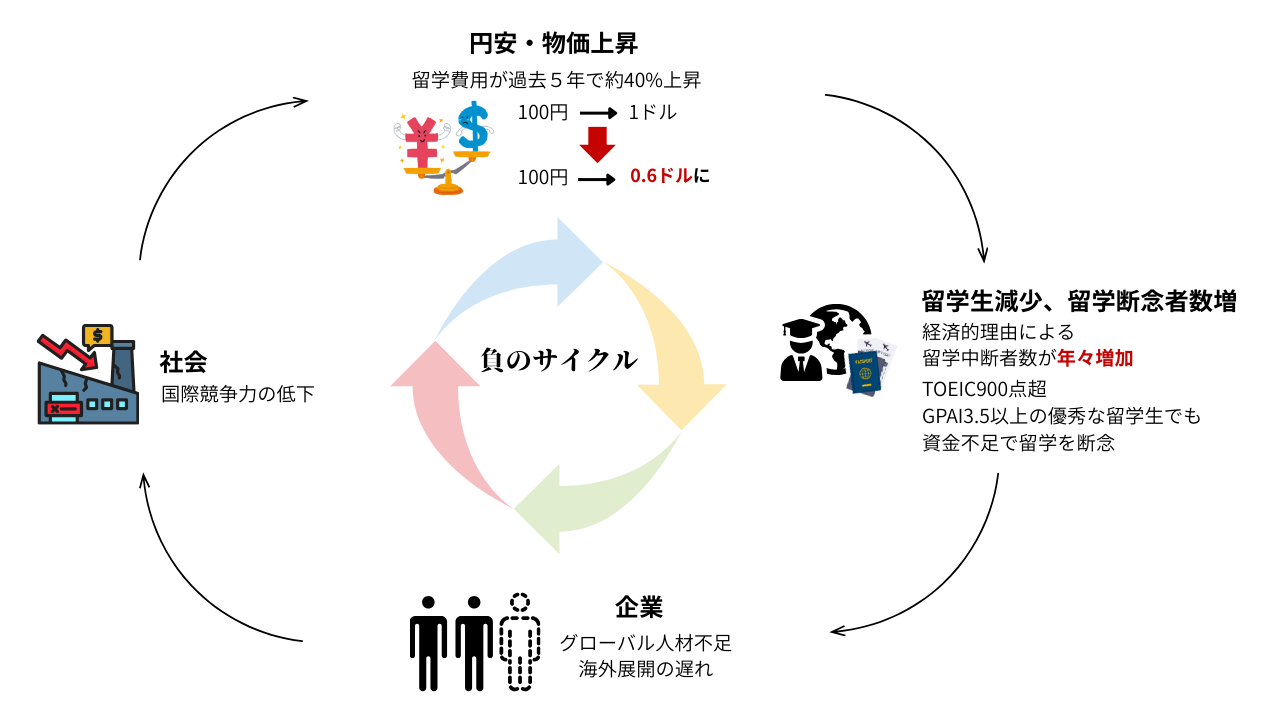 円安・物価上昇
留学費用が過去５年で約40%上昇
100円 1ドル
100円 0.6ドルに
留学生減少、留学断念者数増
経済的理由による
留学中断者数が年々増加
TOEIC900点超
GPAI3.5以上の優秀な留学生でも
資金不足で留学を断念
負のサイクル
社会
国際競争力の低下
企業
グローバル人材不足
海外展開の遅れ
¥
$
$
PASSPORT